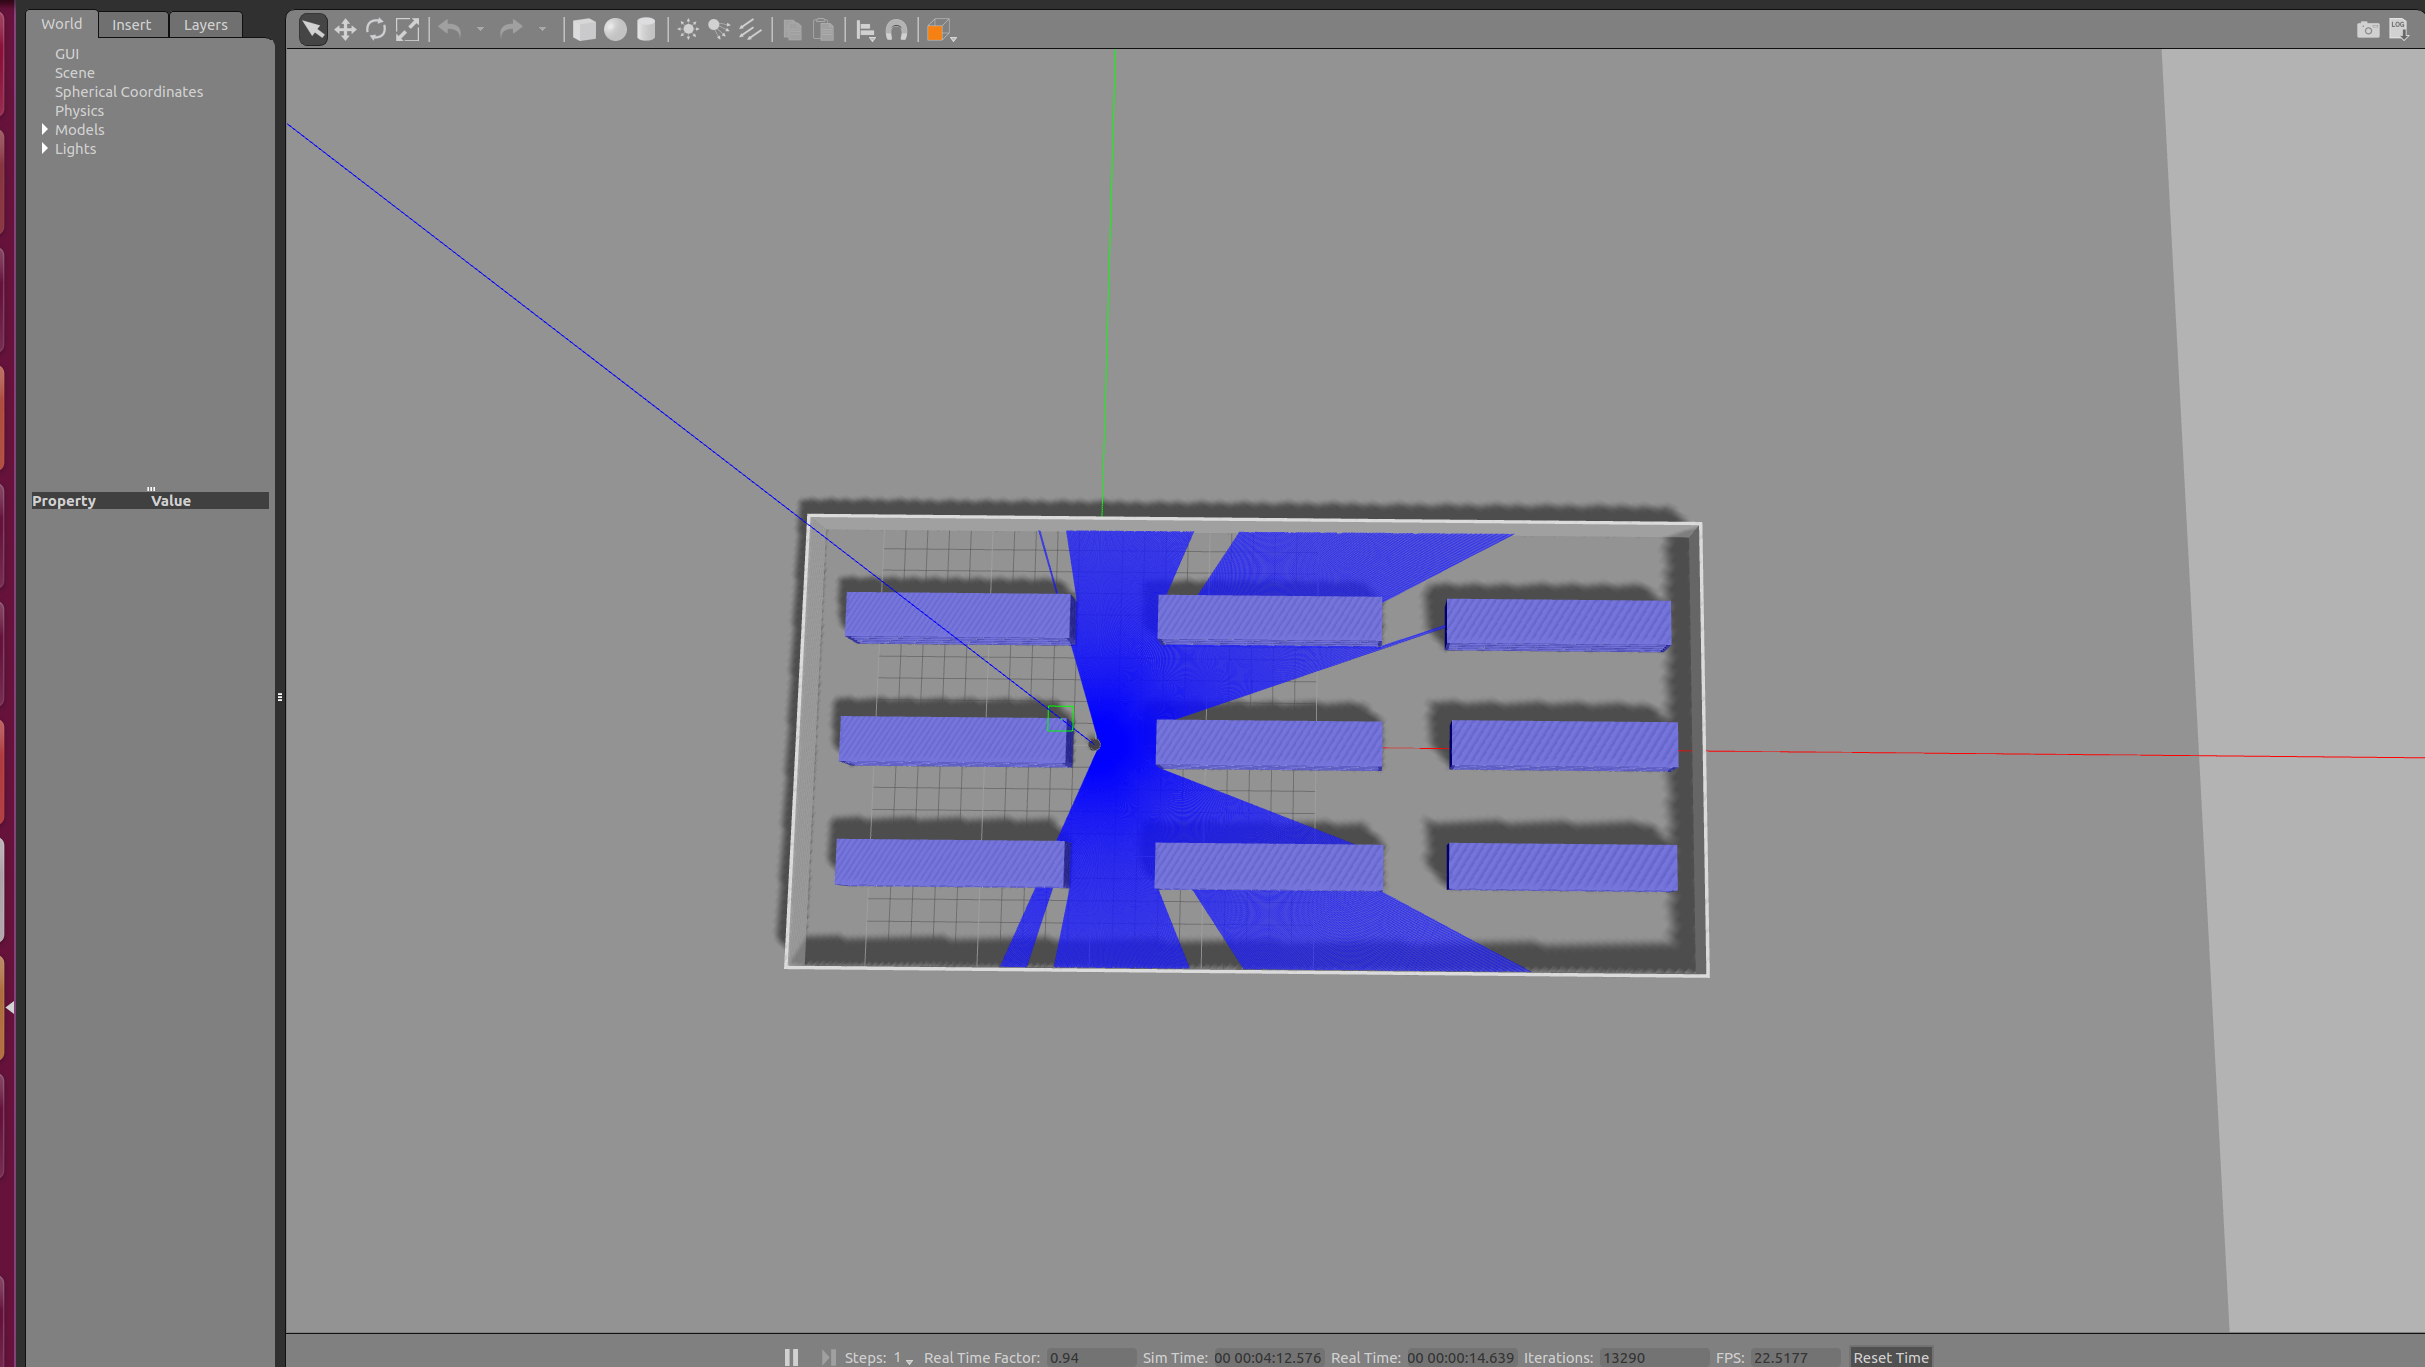 World Insert Layers
GUI
Scene
Spherical Coordinates
Physics
Models
Lights
Property Value
LOG
Steps: 1 Real Time Factor: 0.94 Sim Time: 00 00:04:12.576 Real Time: 00 00:00:14.639 Iterations: 13290 FPS: 22.5177 Reset Time